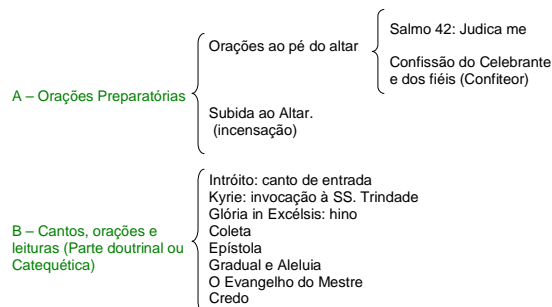 A – Orações Preparatórias
Orações ao pé do altar
Salmo 42: Judica me
Confissão do Celebrante
e dos fiéis (Confiteor)
Subida ao Altar.
(incensação)
B – Cantos, orações e
leituras (Parte doutrinal ou
Catequética)
Intróito: canto de entrada
Kyrie: invocação à SS. Trindade
Glória in Excélsis: hino
Coleta
Epístola
Gradual e Aleluia
O Evangelho do Mestre
Credo